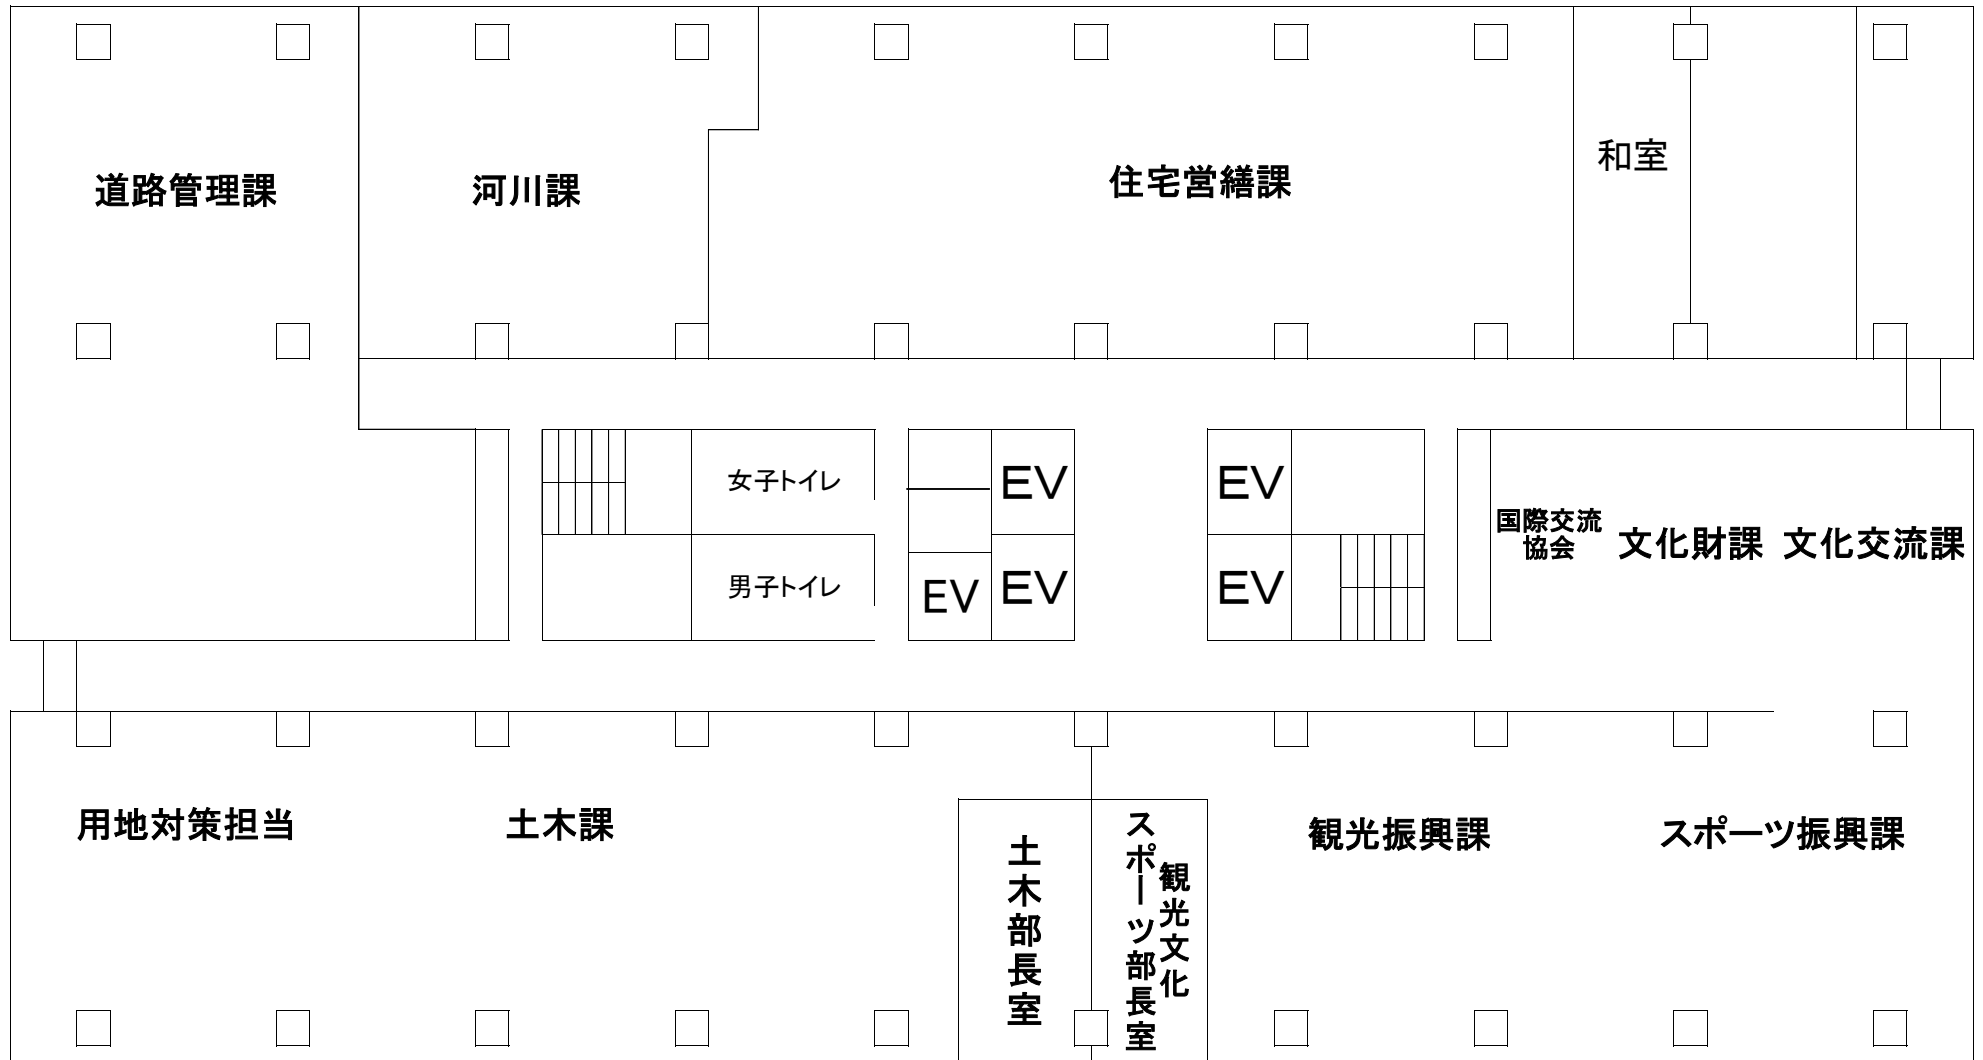 道路管理課
河川課
住宅営繕課
和室
女子トイレ
男子トイレ
EV
EV
EV
EV
EV
国際交流
協会
文化財課
文化交流課
用地対策担当
土木課
土木部長室
観光文化
スポーツ部長室
観光振興課
スポーツ振興課